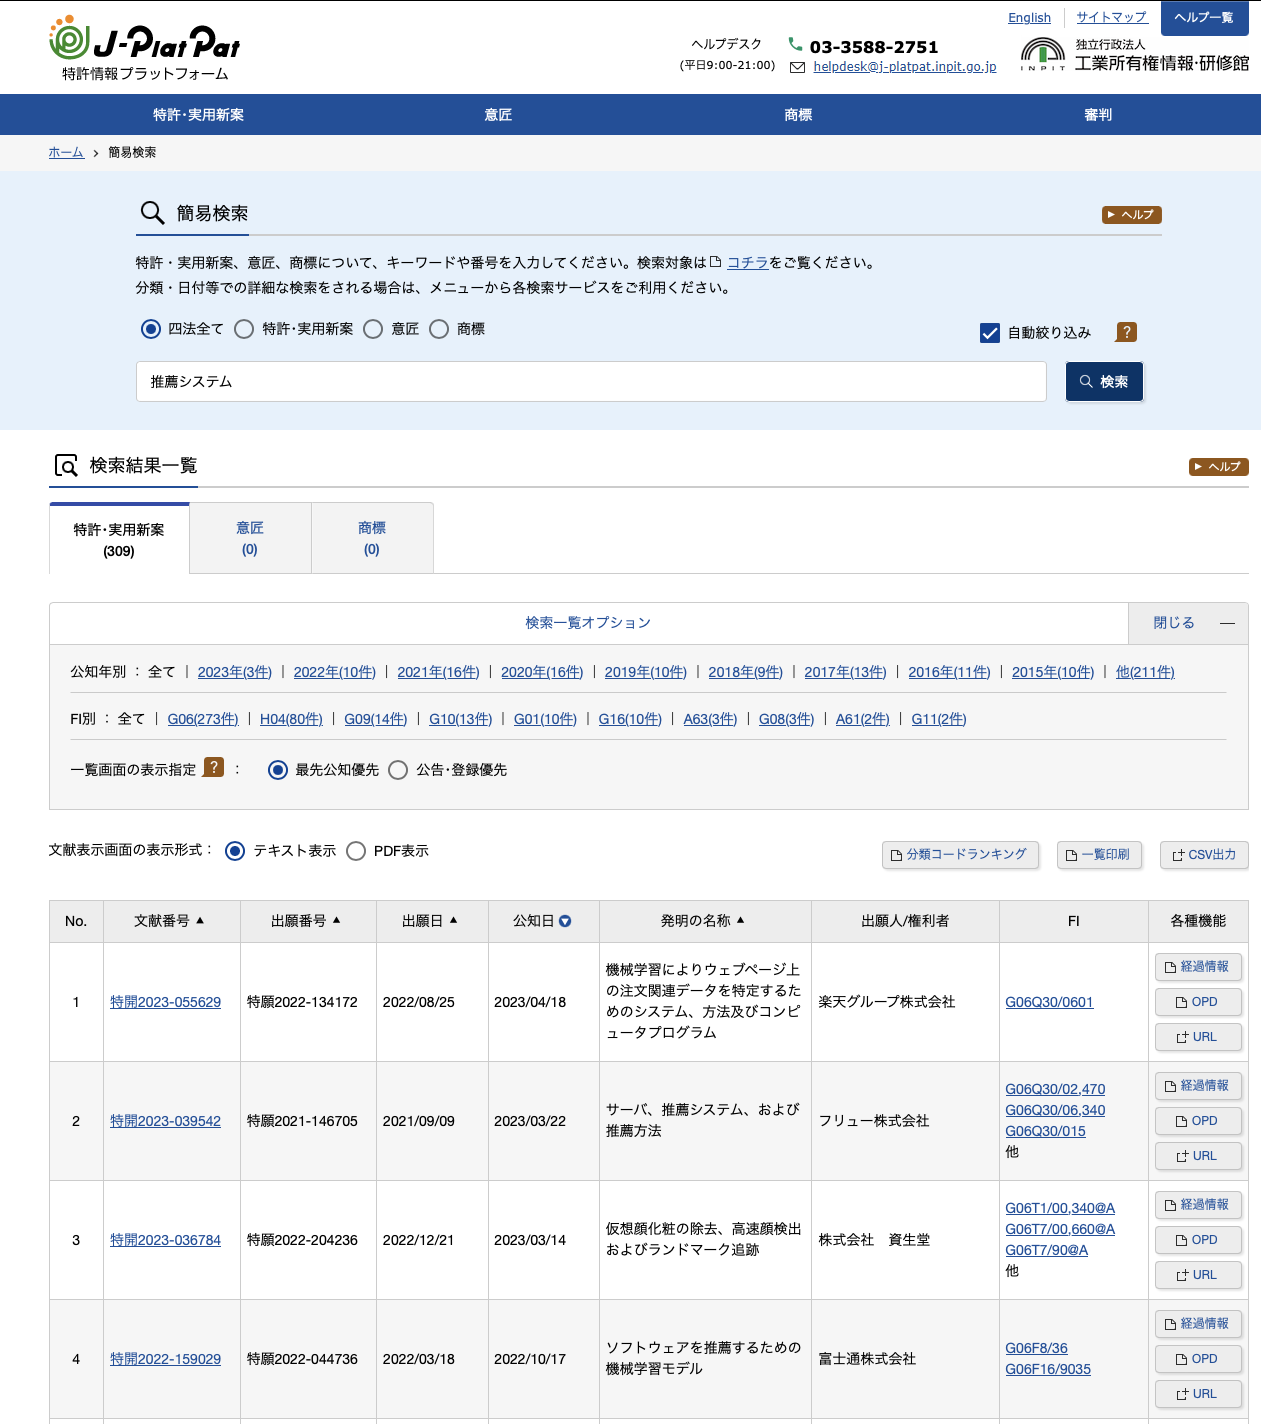 English サイトマップ ヘルプ一覧
J-PlatPat
特許情報プラットフォーム
ヘルプデスク
(平日9:00-21:00)
03-3588-2751
helpdesk@j-platpat.inpit.go.jp
INPIT
独立行政法人
工業所有権情報・研修館
特許・実用新案 意匠 商標 審判
ホーム 簡易検索
簡易検索
ヘルプ
特許・実用新案、意匠、商標について、キーワードや番号を入力してください。検索対象は コチラをご覧ください。
分類・日付等での詳細な検索をされる場合は、メニューから各検索サービスをご利用ください。
四法全て 特許・実用新案 意匠 商標 自動絞り込み ?
推薦システム 検索
検索結果一覧
ヘルプ
特許・実用新案
(309)
意匠
(0)
商標
(0)
検索一覧オプション 閉じる
公知年別 : 全て | 2023年(3件) | 2022年(10件) | 2021年(16件) | 2020年(16件) | 2019年(10件) | 2018年(9件) | 2017年(13件) | 2016年(11件) | 2015年(10件) | 他(211件)
FI別 : 全て | G06(273件) | H04(80件) | G09(14件) | G10(13件) | G01(10件) | G16(10件) | A63(3件) | G08(3件) | A61(2件) | G11(2件)
一覧画面の表示指定 ? : 最先公知優先 公告・登録優先
文献表示画面の表示形式: テキスト表示 PDF表示
分類コードランキング 一覧印刷 CSV出力
No. 文献番号▲ 出願番号▲ 出願日▲ 公知日▼ 発明の名称▲ 出願人/権利者 FI 各種機能
1
特開2023-055629
特願2022-134172
2022/08/25
2023/04/18
機械学習によりウェブページ上
の注文関連データを特定するた
めのシステム、方法及びコンピ
ュータプログラム
楽天グループ株式会社
G06Q30/0601
経過情報
OPD
URL
2
特開2023-039542
特願2021-146705
2021/09/09
2023/03/22
サーバ、推薦システム、および
推薦方法
フリュー株式会社
G06Q30/02,470
G06Q30/06,340
G06Q30/015
他
経過情報
OPD
URL
3
特開2023-036784
特願2022-204236
2022/12/21
2023/03/14
仮想顔化粧の除去、高速顔検出
およびランドマーク追跡
株式会社 資生堂
G06T1/00,340@A
G06T7/00,660@A
G06T7/90@A
他
経過情報
OPD
URL
4
特開2022-159029
特願2022-044736
2022/03/18
2022/10/17
ソフトウェアを推薦するための
機械学習モデル
富士通株式会社
G06F8/36
G06F16/9035
経過情報
OPD
URL